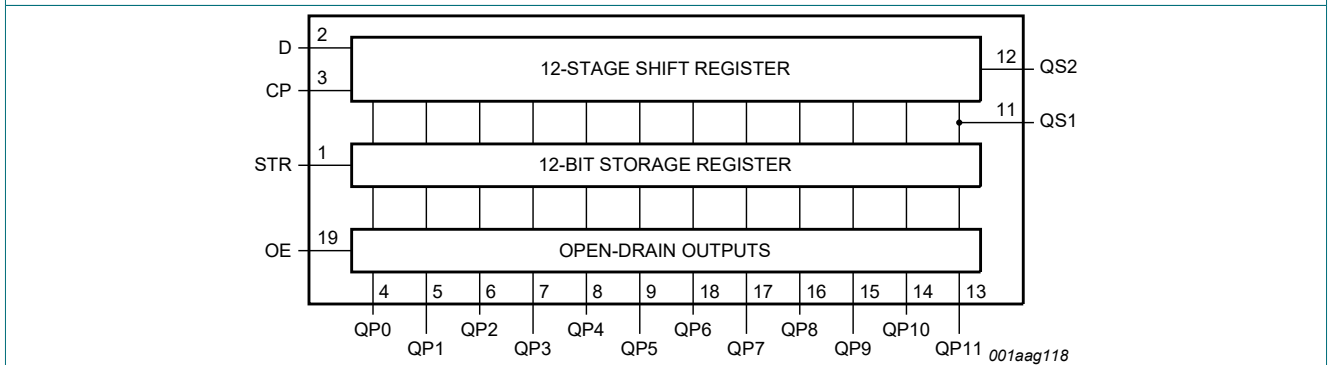 D 2
12-STAGE SHIFT REGISTER
12 QS2
CP 3
11 QS1
STR 1
12-BIT STORAGE REGISTER
OE 19
OPEN-DRAIN OUTPUTS
4 5 6 7 8 9 18 17 16 15 14 13
QP0 QP2 QP4 QP6 QP8 QP10
QP1 QP3 QP5 QP7 QP9 QP11
001aag118